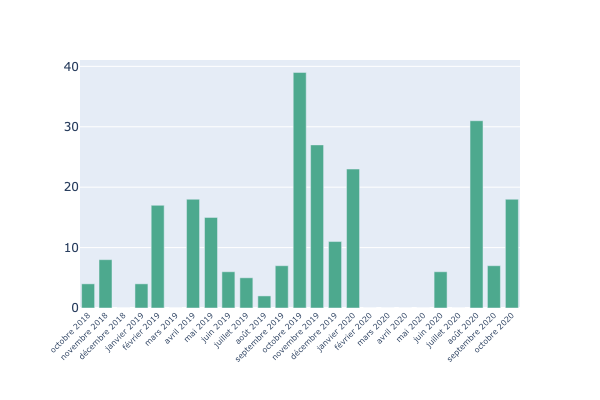 40
30
20
10
0
octobre 2018
novembre 2018
décembre 2018
janvier 2019
février 2019
mars 2019
avril 2019
mai 2019
juin 2019
juillet 2019
août 2019
septembre 2019
octobre 2019
novembre 2019
décembre 2019
janvier 2020
février 2020
mars 2020
avril 2020
mai 2020
juin 2020
juillet 2020
août 2020
septembre 2020
octobre 2020